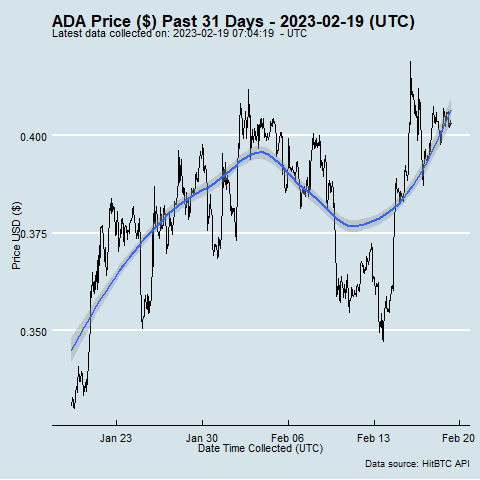 ADA Price ($) Past 31 Days - 2023-02-19 (UTC)
Latest data collected on: 2023-02-19 07:04:19 - UTC
0.400
0.375
0.350
Price USD ($)
Jan 23
Jan 30
Feb 06
Feb 13
Feb 20
Date Time Collected (UTC)
Data source: HitBTC API